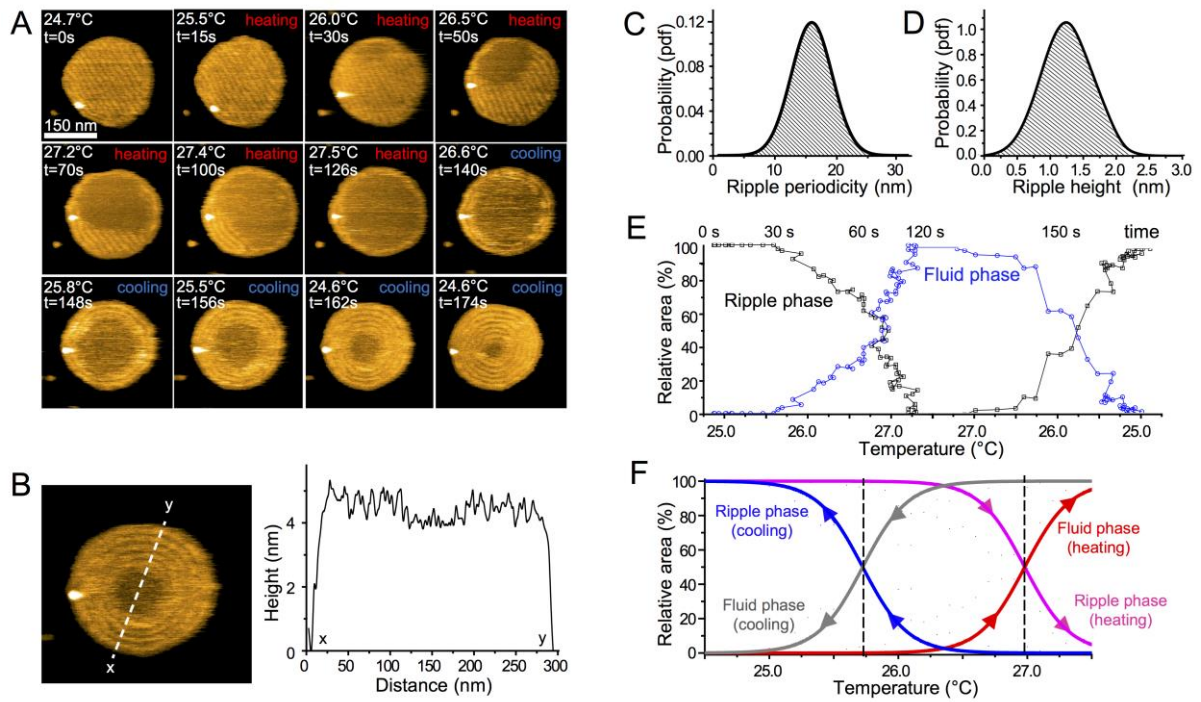 A
24.7°C
t=0s
150 nm
25.5°C heating
t=15s
26.0°C heating
t=30s
26.5°C heating
t=50s
27.2°C heating
t=70s
27.4°C heating
t=100s
27.5°C heating
t=126s
26.6°C cooling
t=140s
25.8°C cooling
t=148s
25.5°C cooling
t=156s
24.6°C cooling
t=162s
24.6°C cooling
t=174s
B
y
x
Height (nm)
4
2
0
x y
0 50 100 150 200 250 300
Distance (nm)
C
Probability (pdf)
0.12
0.08
0.04
0.00
0 10 20 30
Ripple periodicity (nm)
D
Probability (pdf)
1.0
0.8
0.6
0.4
0.2
0.0
0.0 0.5 1.0 1.5 2.0 2.5 3.0
Ripple height (nm)
E
0 s 30 s 60 s 120 s 150 s time
Relative area (%)
100
80
60
40
20
0
Ripple phase
Fluid phase
25.0 26.0 27.0 26.0 25.0
Temperature (°C)
F
Relative area (%)
100
80
60
40
20
0
Ripple phase
(cooling)
Fluid phase
(cooling)
Fluid phase
(heating)
Ripple phase
(heating)
25.0 26.0 27.0
Temperature (°C)